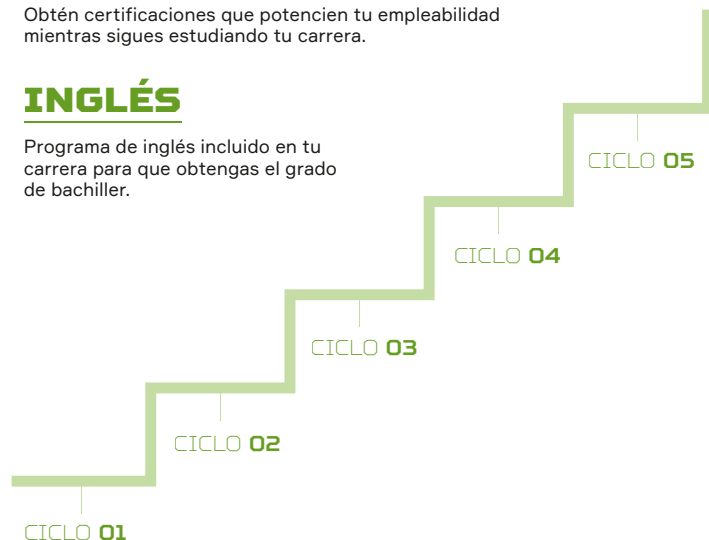 Obtén certificaciones que potencien tu empleabilidad
mientras sigues estudiando tu carrera.
INGLÉS
Programa de inglés incluido en tu
carrera para que obtengas el grado
de bachiller.
CICLO 05
CICLO 04
CICLO 03
CICLO 02
CICLO 01